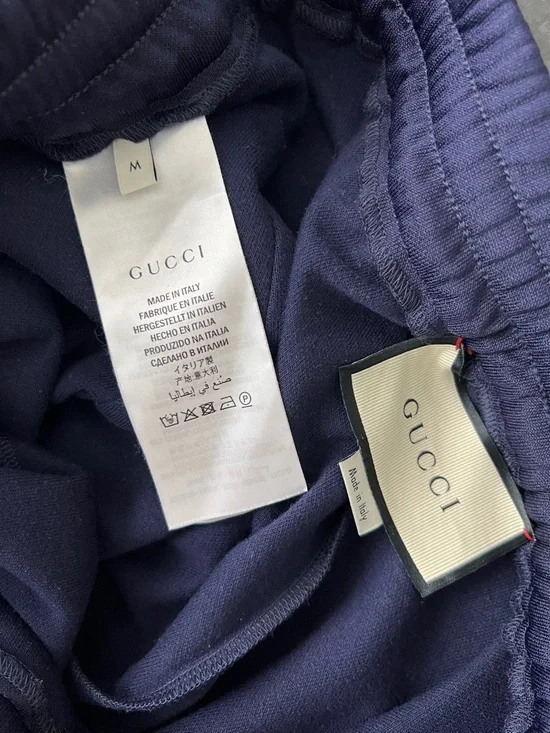 M
GUCCI
MADE IN ITALY
FABRIQUE EN ITALIE
HERGESTELLT IN ITALIEN
HECHO EN ITALIA
PRODUZIDO NA ITALIA
СДЕЛАНО В ИТАЛИИ
イタリア製
产地:意大利
صنع في إيطاليا
P
GUCCI
Made in Italy